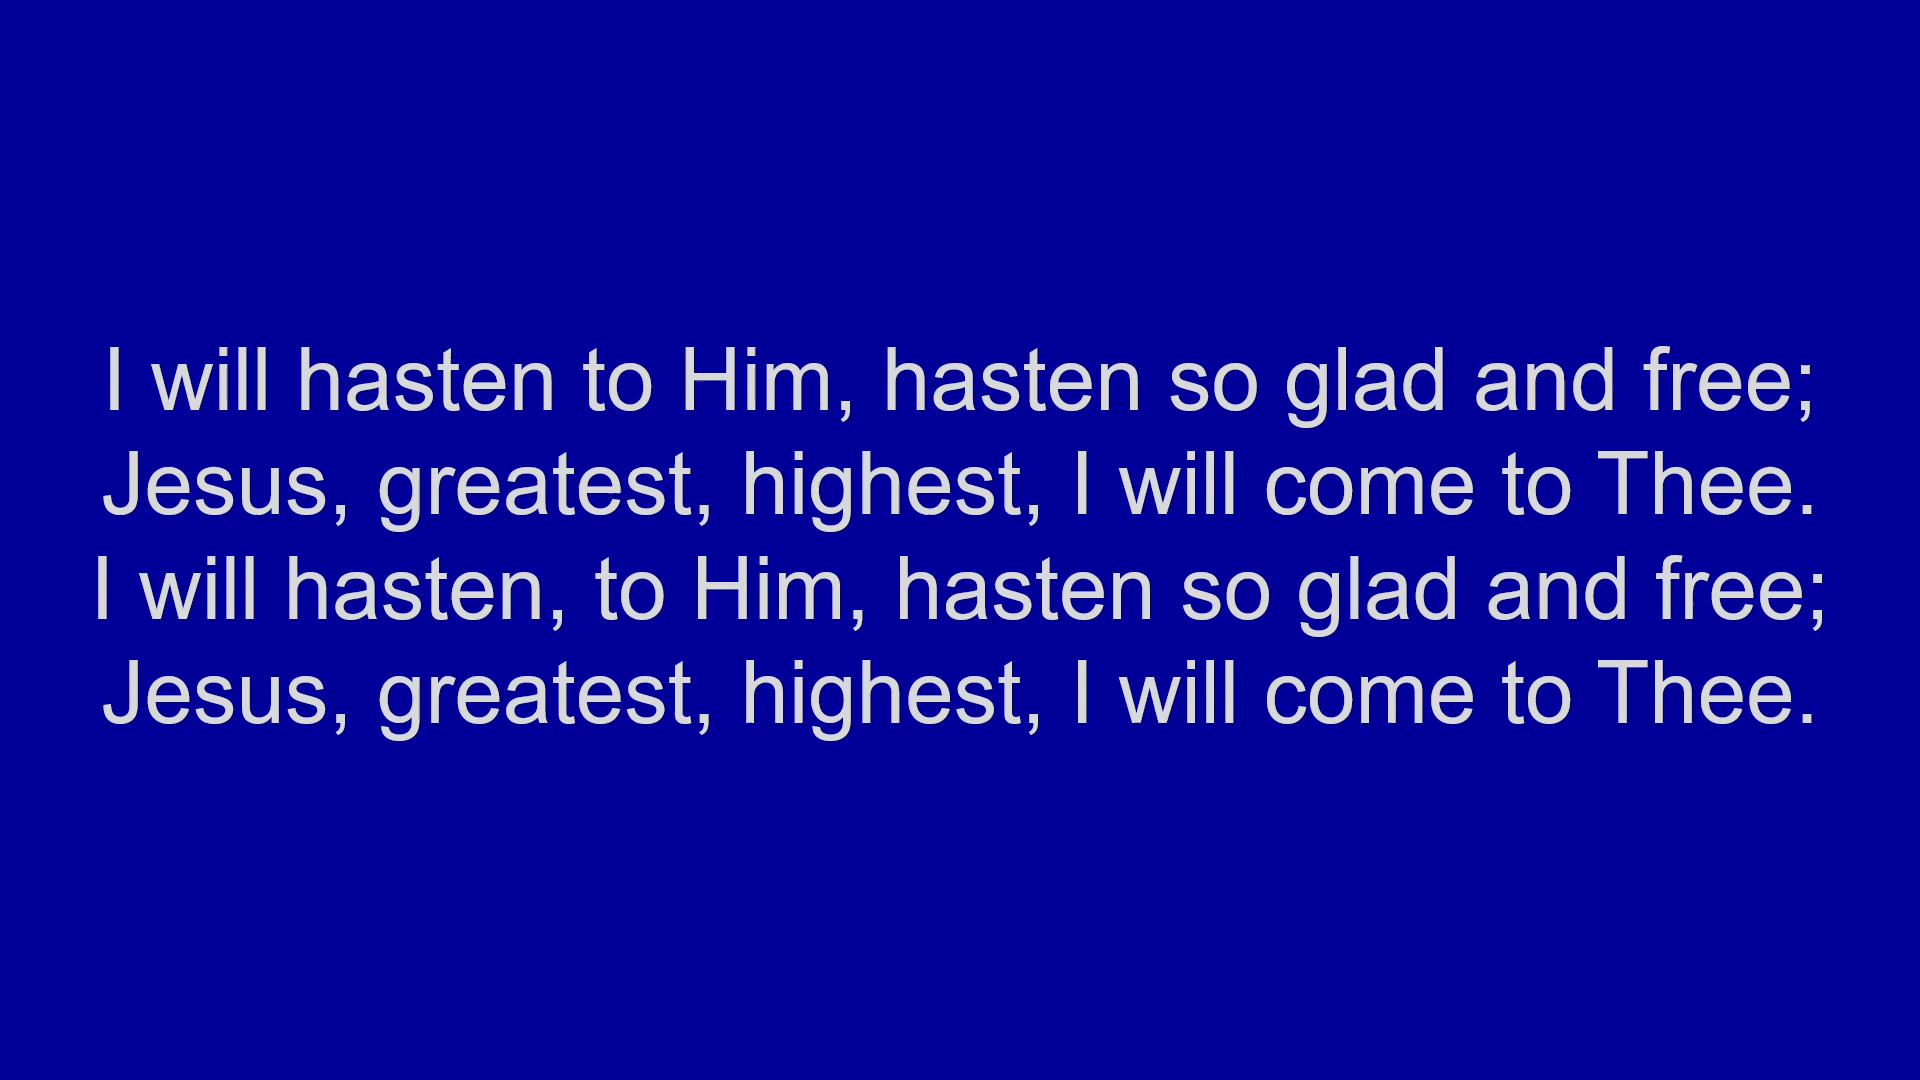 I will hasten to Him, hasten so glad and free;
Jesus, greatest, highest, I will come to Thee.
I will hasten, to Him, hasten so glad and free;
Jesus, greatest, highest, I will come to Thee.